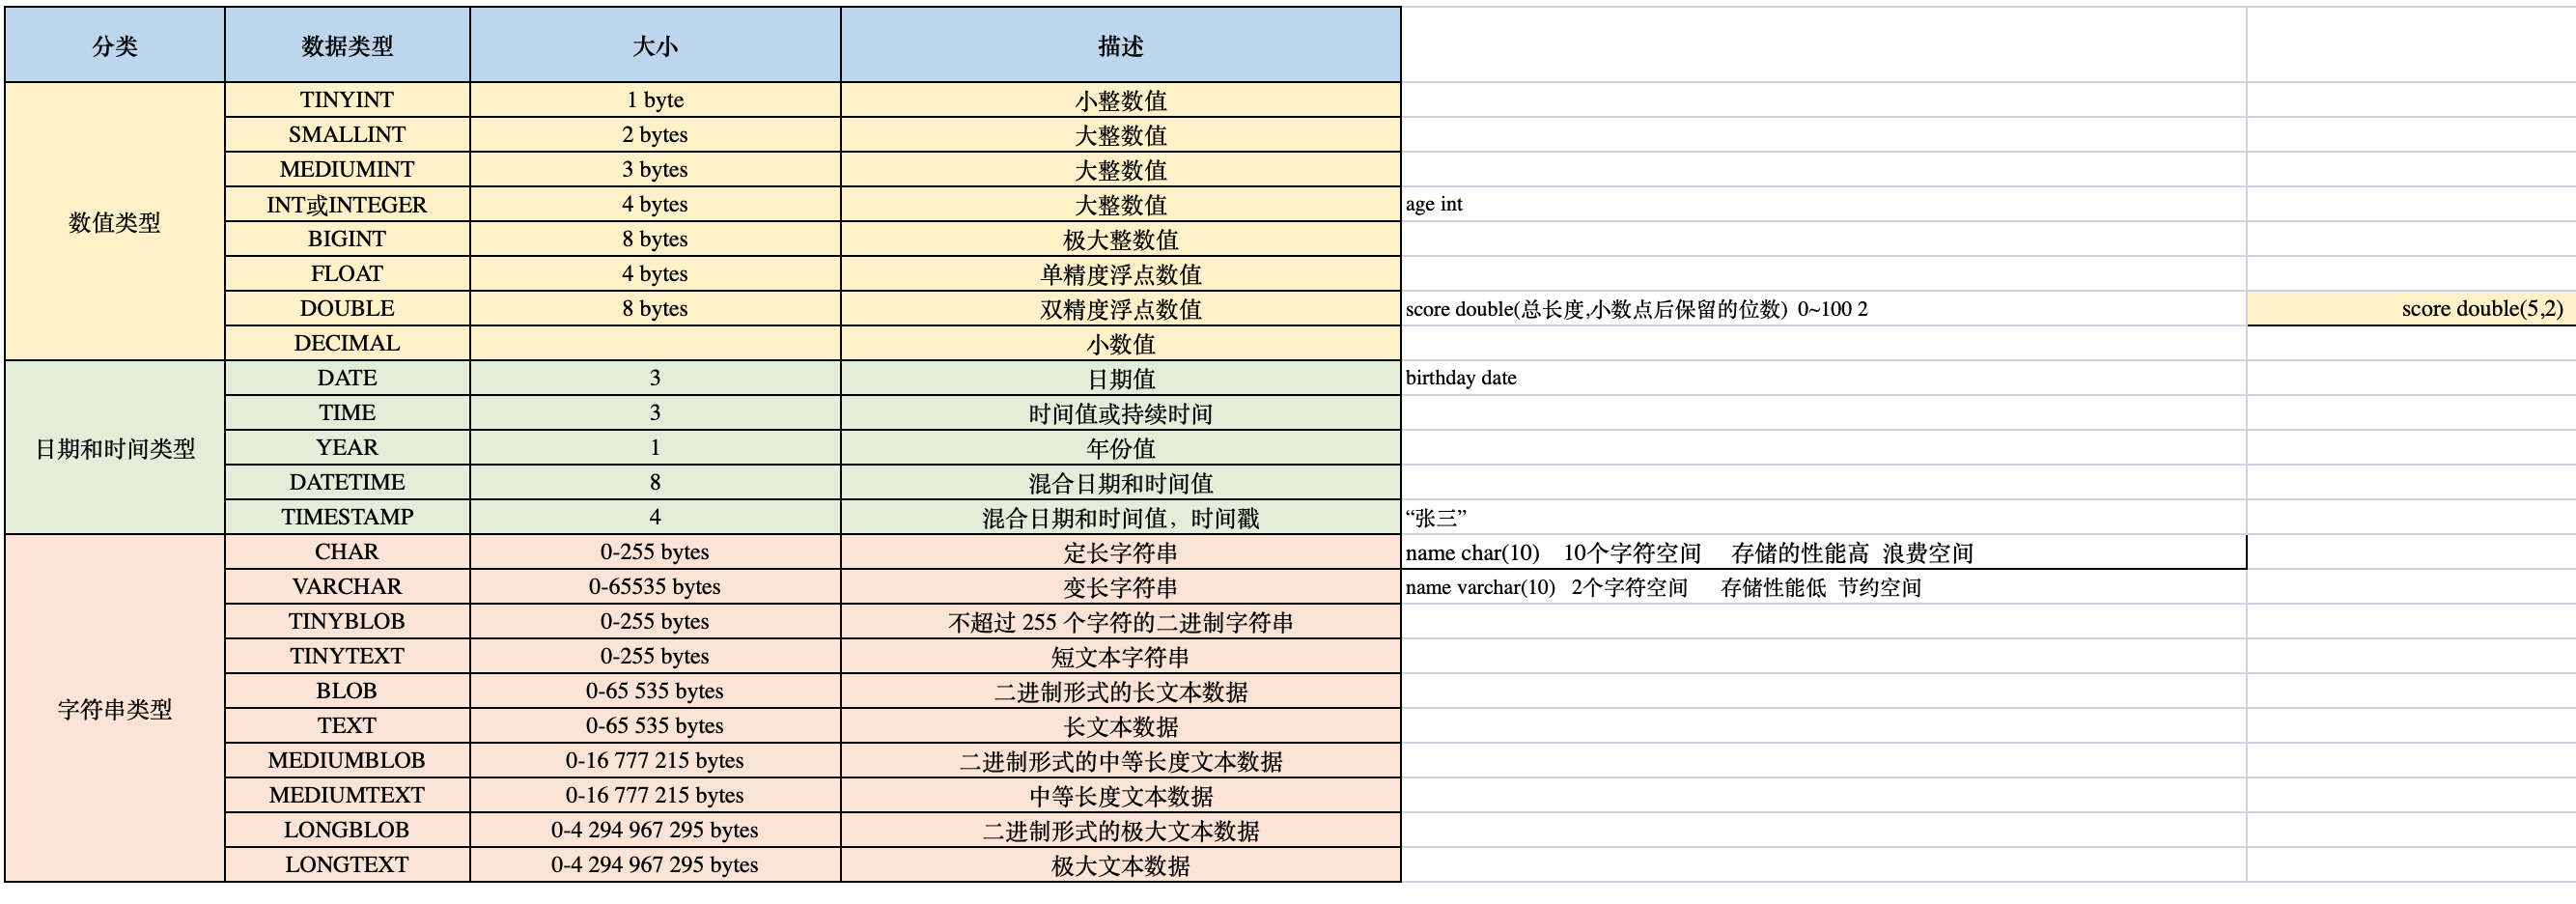 分类 数据类型 大小 描述
数值类型
TINYINT 1 byte 小整数值
SMALLINT 2 bytes 大整数值
MEDIUMINT 3 bytes 大整数值
INT或INTEGER 4 bytes 大整数值 age int
BIGINT 8 bytes 极大整数值
FLOAT 4 bytes 单精度浮点数值
DOUBLE 8 bytes 双精度浮点数值 score double(总长度,小数点后保留的位数) 0~100 2 score double(5,2)
DECIMAL 小数值
日期和时间类型
DATE 3 日期值 birthday date
TIME 3 时间值或持续时间
YEAR 1 年份值
DATETIME 8 混合日期和时间值
TIMESTAMP 4 混合日期和时间值，时间戳 “张三”
字符串类型
CHAR 0-255 bytes 定长字符串 name char(10) 10个字符空间 存储的性能高 浪费空间
VARCHAR 0-65535 bytes 变长字符串 name varchar(10) 2个字符空间 存储性能低 节约空间
TINYBLOB 0-255 bytes 不超过 255 个字符的二进制字符串
TINYTEXT 0-255 bytes 短文本字符串
BLOB 0-65 535 bytes 二进制形式的长文本数据
TEXT 0-65 535 bytes 长文本数据
MEDIUMBLOB 0-16 777 215 bytes 二进制形式的中等长度文本数据
MEDIUMTEXT 0-16 777 215 bytes 中等长度文本数据
LONGBLOB 0-4 294 967 295 bytes 二进制形式的极大文本数据
LONGTEXT 0-4 294 967 295 bytes 极大文本数据